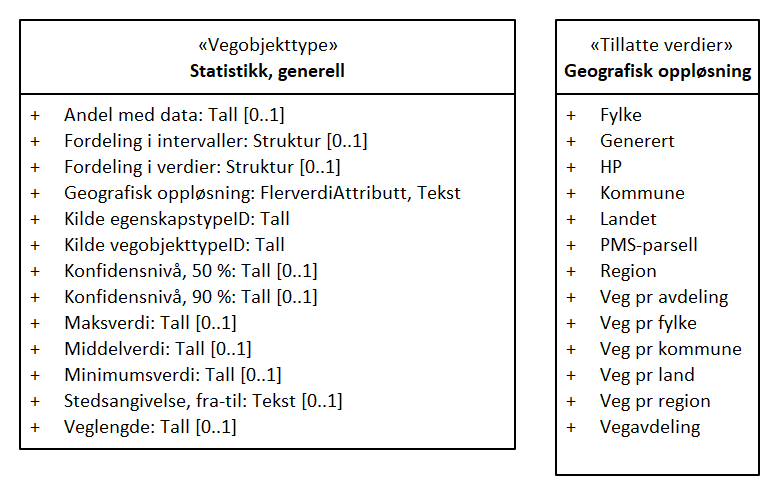 «Vegobjekttype»
Statistikk, generell
+ Andel med data: Tall [0..1]
+ Fordeling i intervaller: Struktur [0..1]
+ Fordeling i verdier: Struktur [0..1]
+ Geografisk oppløsning: FlerverdiAttributt, Tekst
+ Kilde egenskapstypeID: Tall
+ Kilde vegobjekttypeID: Tall
+ Konfidensnivå, 50 %: Tall [0..1]
+ Konfidensnivå, 90 %: Tall [0..1]
+ Maksverdi: Tall [0..1]
+ Middelverdi: Tall [0..1]
+ Minimumsverdi: Tall [0..1]
+ Stedsangivelse, fra-til: Tekst [0..1]
+ Veglengde: Tall [0..1]
«Tillatte verdier»
Geografisk oppløsning
+ Fylke
+ Generert
+ HP
+ Kommune
+ Landet
+ PMS-parsell
+ Region
+ Veg pr avdeling
+ Veg pr fylke
+ Veg pr kommune
+ Veg pr land
+ Veg pr region
+ Vegavdeling